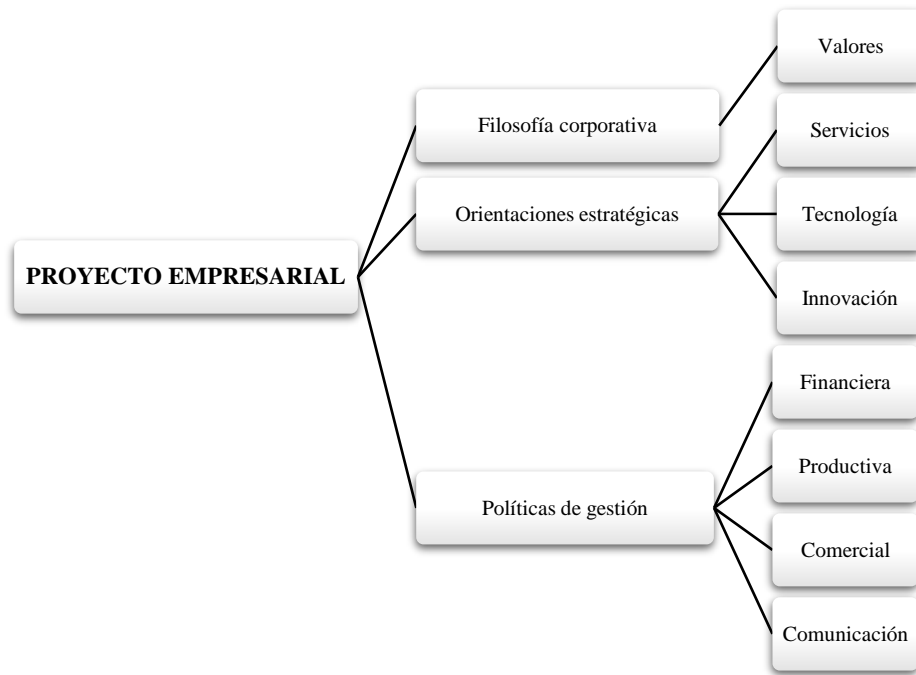 PROYECTO EMPRESARIAL
Filosofía corporativa
Valores
Orientaciones estratégicas
Servicios
Tecnología
Innovación
Políticas de gestión
Financiera
Productiva
Comercial
Comunicación